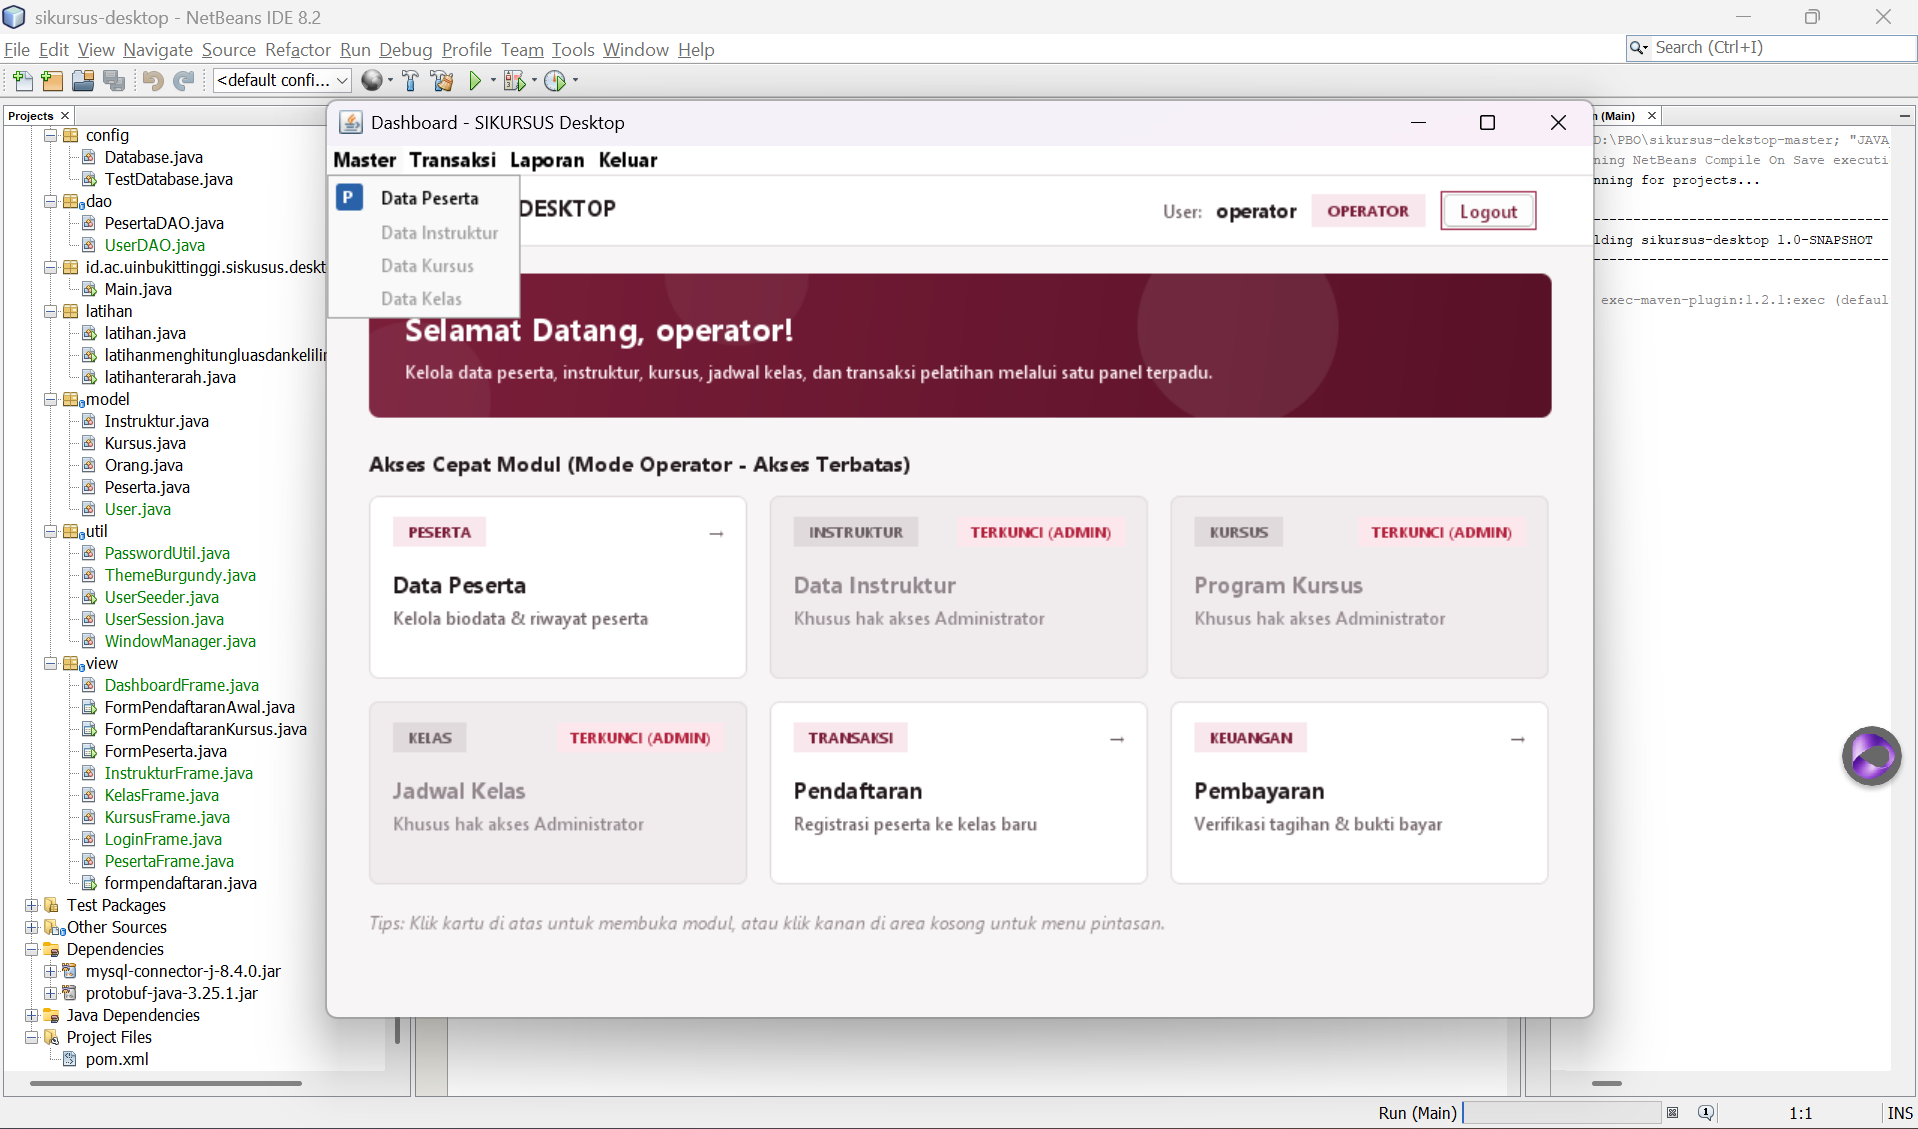 sikursus-desktop - NetBeans IDE 8.2
File Edit View Navigate Source Refactor Run Debug Profile Team Tools Window Help
Search (Ctrl+I)
<default confi...
Projects
config
Database.java
TestDatabase.java
dao
PesertaDAO.java
UserDAO.java
id.ac.uinbukittinggi.siskusus.deskt
Main.java
latihan
latihan.java
latihanmenghitungluasdankelilir
latihanterarah.java
model
Instruktur.java
Kursus.java
Orang.java
Peserta.java
User.java
util
PasswordUtil.java
ThemeBurgundy.java
UserSeeder.java
UserSession.java
WindowManager.java
view
DashboardFrame.java
FormPendaftaranAwal.java
FormPendaftaranKursus.java
FormPeserta.java
InstrukturFrame.java
KelasFrame.java
KursusFrame.java
LoginFrame.java
PesertaFrame.java
formpendaftaran.java
Test Packages
Other Sources
Dependencies
mysql-connector-j-8.4.0.jar
protobuf-java-3.25.1.jar
Java Dependencies
Project Files
pom.xml
Dashboard - SIKURSUS Desktop
Master Transaksi Laporan Keluar
P Data Peserta
Data Instruktur
Data Kursus
Data Kelas
DESKTOP
User: operator OPERATOR Logout
Selamat Datang, operator!
Kelola data peserta, instruktur, kursus, jadwal kelas, dan transaksi pelatihan melalui satu panel terpadu.
Akses Cepat Modul (Mode Operator - Akses Terbatas)
PESERTA →
Data Peserta
Kelola biodata & riwayat peserta
INSTRUKTUR TERKUNCI (ADMIN)
Data Instruktur
Khusus hak akses Administrator
KURSUS TERKUNCI (ADMIN)
Program Kursus
Khusus hak akses Administrator
KELAS TERKUNCI (ADMIN)
Jadwal Kelas
Khusus hak akses Administrator
TRANSAKSI →
Pendaftaran
Registrasi peserta ke kelas baru
KEUANGAN →
Pembayaran
Verifikasi tagihan & bukti bayar
Tips: Klik kartu di atas untuk membuka modul, atau klik kanan di area kosong untuk menu pintasan.
(Main)
D:\PBO\sikursus-dekstop-master; "JAVA
ning NetBeans Compile On Save executi
nning for projects...
lding sikursus-desktop 1.0-SNAPSHOT
exec-maven-plugin:1.2.1:exec (defaul
Run (Main) 1 1:1 INS